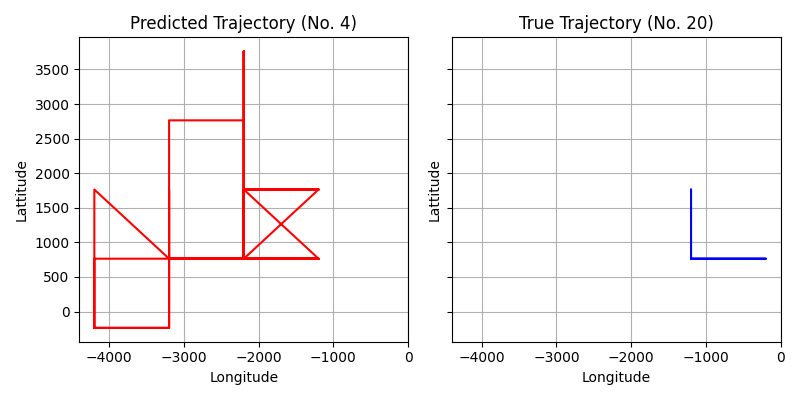 Predicted Trajectory (No. 4)
True Trajectory (No. 20)
3500
3000
2500
2000
1500
1000
500
0
Lattitude
Lattitude
−4000 −3000 −2000 −1000 0
−4000 −3000 −2000 −1000 0
Longitude
Longitude